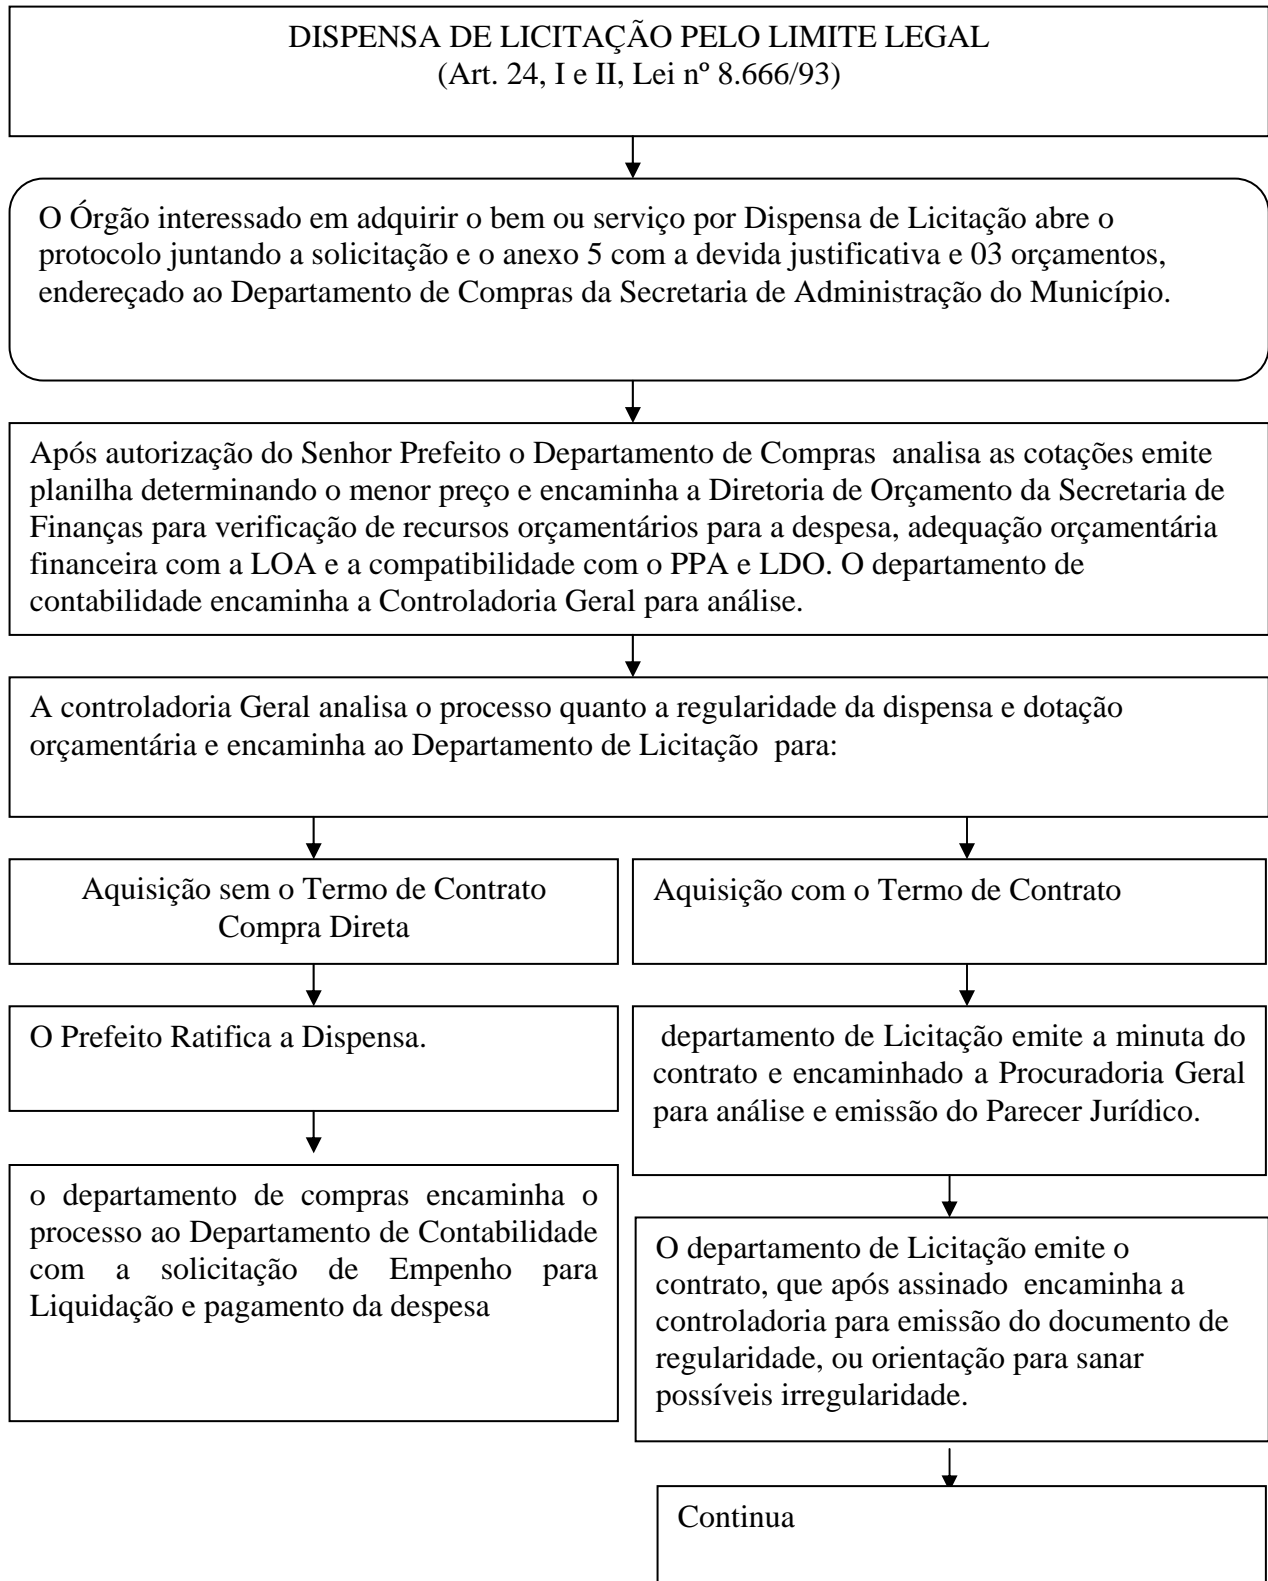 DISPENSA DE LICITAÇÃO PELO LIMITE LEGAL
(Art. 24, I e II, Lei nº 8.666/93)
O Órgão interessado em adquirir o bem ou serviço por Dispensa de Licitação abre o
protocolo juntando a solicitação e o anexo 5 com a devida justificativa e 03 orçamentos,
endereçado ao Departamento de Compras da Secretaria de Administração do Município.
Após autorização do Senhor Prefeito o Departamento de Compras analisa as cotações emite
planilha determinando o menor preço e encaminha a Diretoria de Orçamento da Secretaria de
Finanças para verificação de recursos orçamentários para a despesa, adequação orçamentária
financeira com a LOA e a compatibilidade com o PPA e LDO. O departamento de
contabilidade encaminha a Controladoria Geral para análise.
A controladoria Geral analisa o processo quanto a regularidade da dispensa e dotação
orçamentária e encaminha ao Departamento de Licitação para:
Aquisição sem o Termo de Contrato
Compra Direta
O Prefeito Ratifica a Dispensa.
o departamento de compras encaminha o
processo ao Departamento de Contabilidade
com a solicitação de Empenho para
Liquidação e pagamento da despesa
Aquisição com o Termo de Contrato
departamento de Licitação emite a minuta do
contrato e encaminhado a Procuradoria Geral
para análise e emissão do Parecer Jurídico.
O departamento de Licitação emite o
contrato, que após assinado encaminha a
controladoria para emissão do documento de
regularidade, ou orientação para sanar
possíveis irregularidade.
Continua